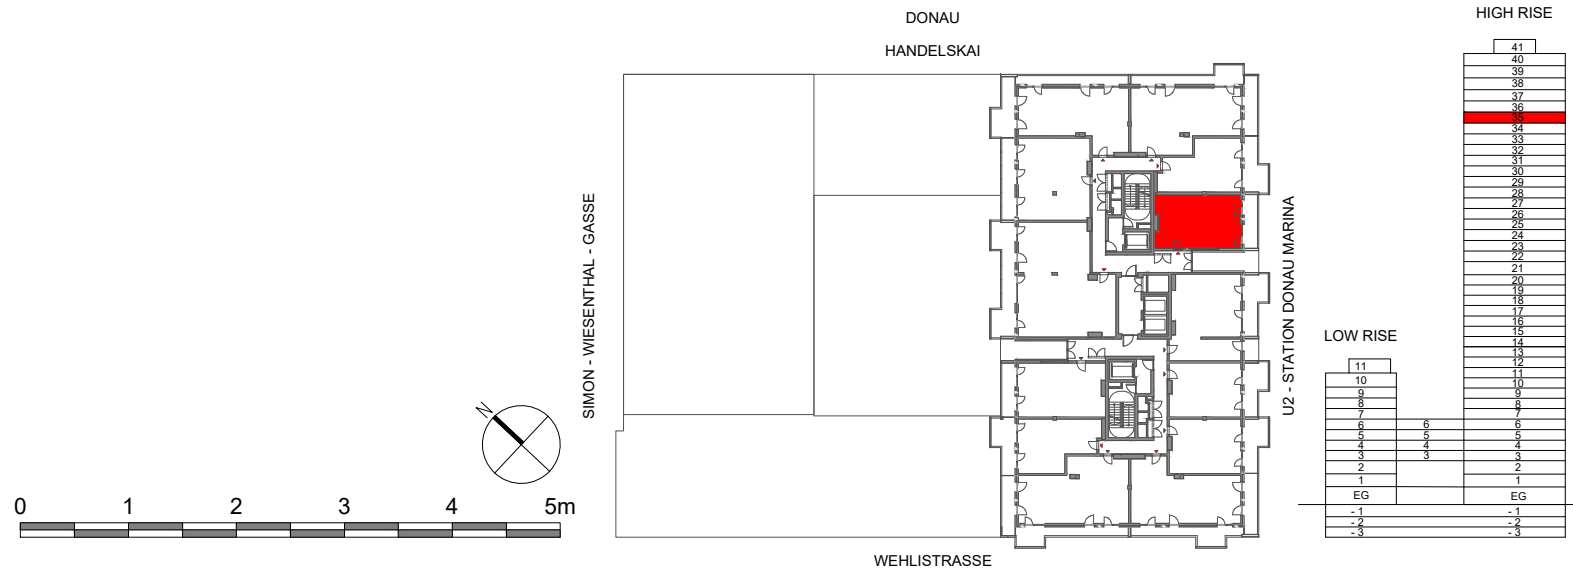 DONAU
HANDELSKAI
SIMON - WIESENTHAL - GASSE
U2 - STATION DONAU MARINA
WEHLISTRASSE
N
0 1 2 3 4 5m
HIGH RISE
41
40
39
38
37
36
35
34
33
32
31
30
29
28
27
26
25
24
23
22
21
20
19
18
17
16
15
14
13
LOW RISE
11 12
11
10 10
9 9
8 8
7 7
6 6 6
5 5 5
4 4 4
3 3 3
2 2
1 1
EG EG
- 1 - 1
- 2 - 2
- 3 - 3